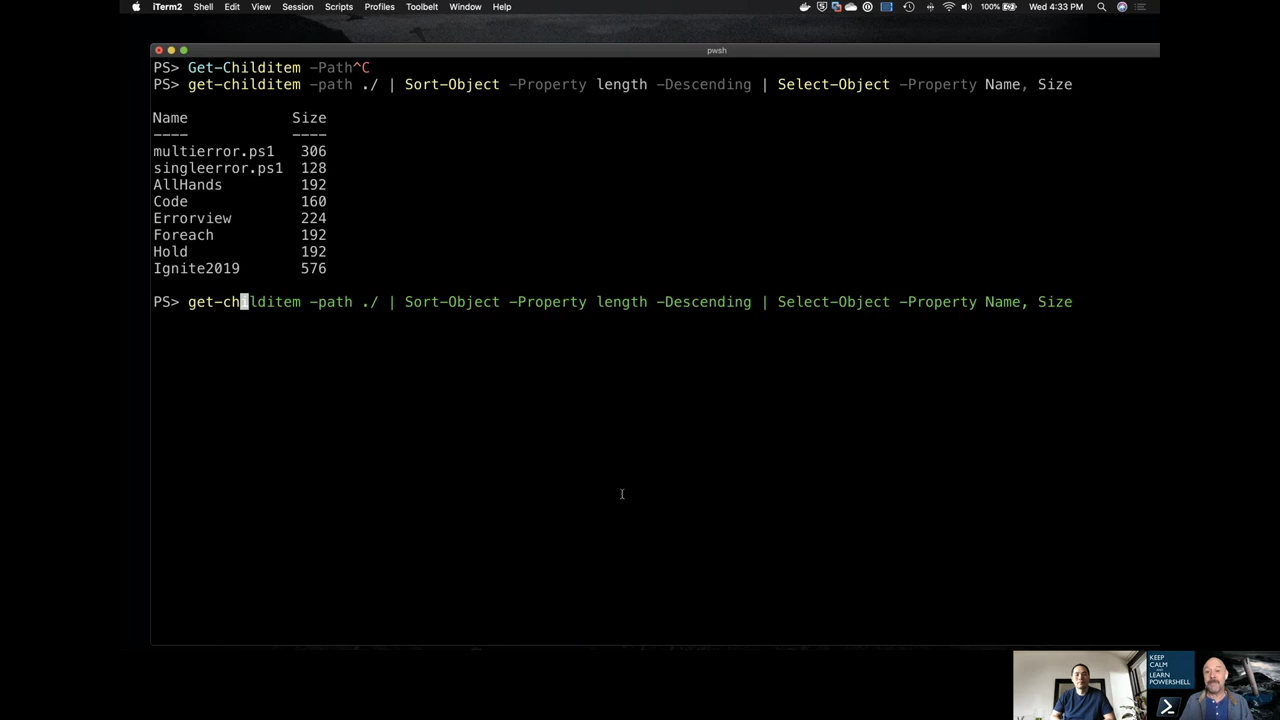 iTerm2 Shell Edit View Session Scripts Profiles Toolbelt Window Help 100% Wed 4:33 PM
pwsh
PS> Get-Childitem -Path^C
PS> get-childitem -path ./ | Sort-Object -Property length -Descending | Select-Object -Property Name, Size
Name Size
---- ----
multierror.ps1 306
singleerror.ps1 128
AllHands 192
Code 160
Errorview 224
Foreach 192
Hold 192
Ignite2019 576
PS> get-childitem -path ./ | Sort-Object -Property length -Descending | Select-Object -Property Name, Size
KEEP
CALM
AND
LEARN
POWERSHELL